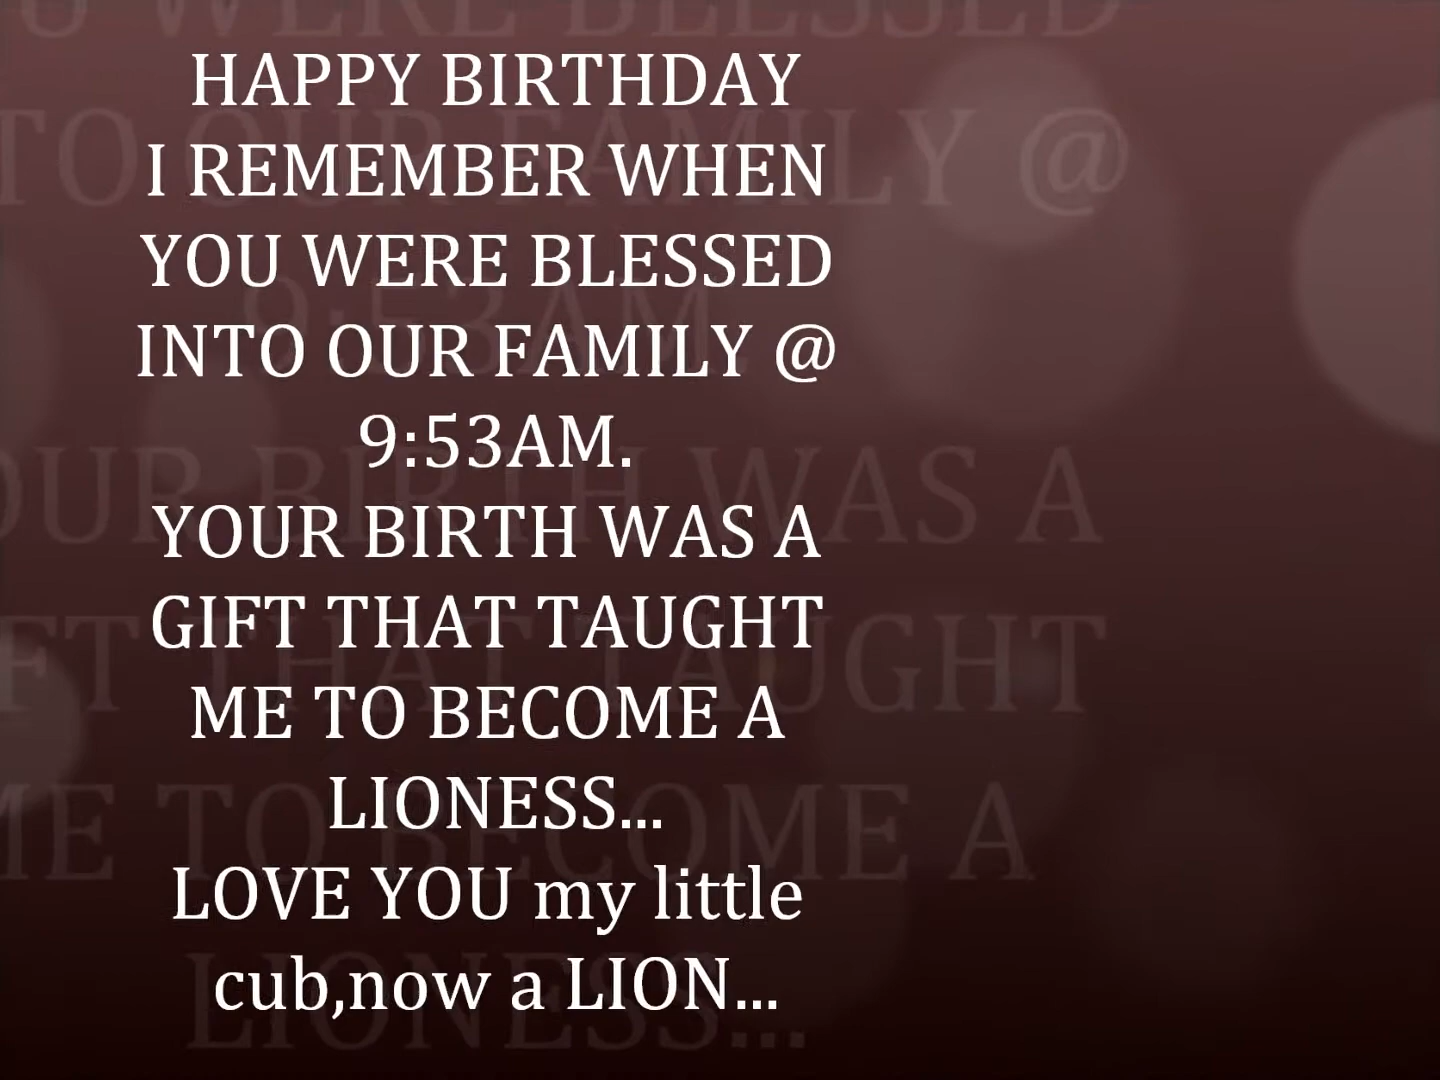 HAPPY BIRTHDAY
I REMEMBER WHEN
YOU WERE BLESSED
INTO OUR FAMILY @
9:53AM.
YOUR BIRTH WAS A
GIFT THAT TAUGHT
ME TO BECOME A
LIONESS...
LOVE YOU my little
cub,now a LION...